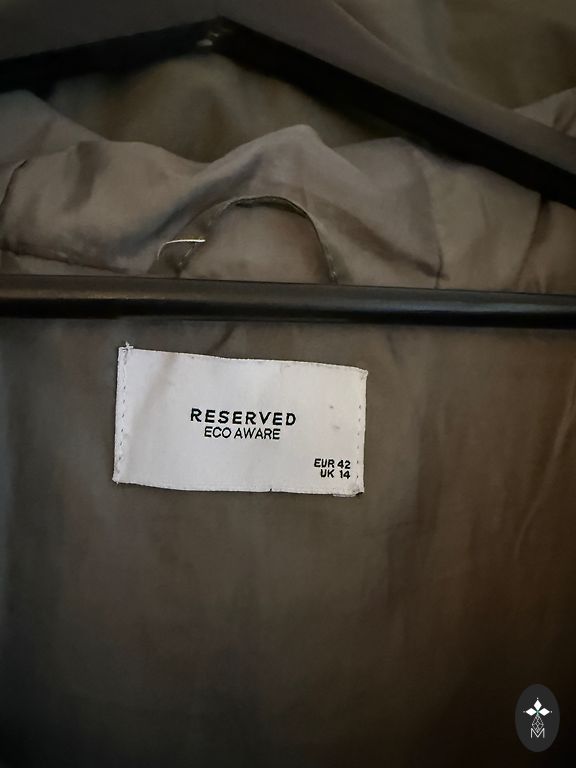 RESERVED
ECO AWARE
EUR 42
UK 14
M